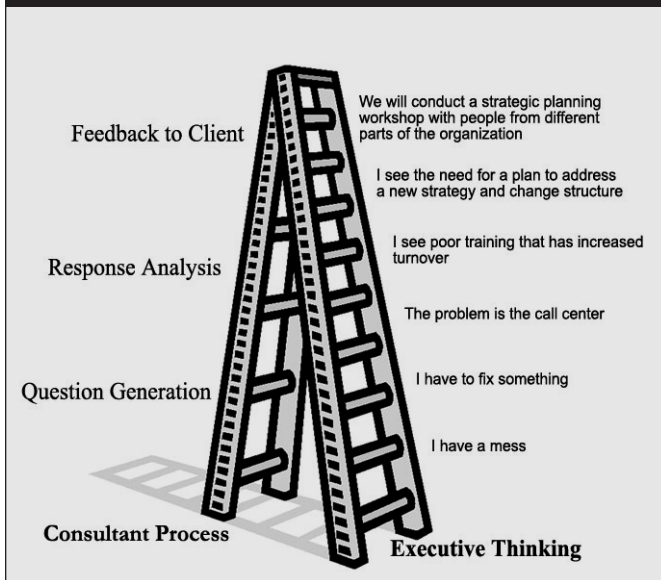 Feedback to Client
We will conduct a strategic planning
workshop with people from different
parts of the organization
I see the need for a plan to address
a new strategy and change structure
Response Analysis
I see poor training that has increased
turnover
The problem is the call center
Question Generation
I have to fix something
I have a mess
Consultant Process
Executive Thinking